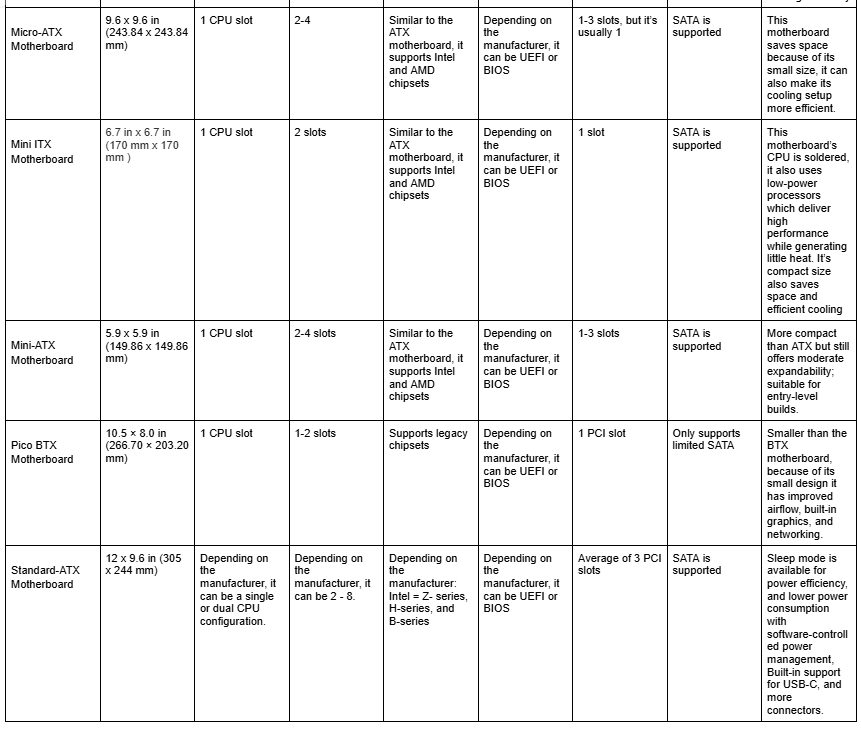 Micro-ATX
Motherboard
9.6 x 9.6 in
(243.84 x 243.84
mm)
1 CPU slot
2-4
Similar to the
ATX
motherboard, it
supports Intel
and AMD
chipsets
Depending on
the
manufacturer, it
can be UEFI or
BIOS
1-3 slots, but it's
usually 1
SATA is
supported
This
motherboard
saves space
because of its
small size, it can
also make its
cooling setup
more efficient.
Mini ITX
Motherboard
6.7 in x 6.7 in
(170 mm x 170
mm )
1 CPU slot
2 slots
Similar to the
ATX
motherboard, it
supports Intel
and AMD
chipsets
Depending on
the
manufacturer, it
can be UEFI or
BIOS
1 slot
SATA is
supported
This
motherboard's
CPU is soldered,
it also uses
low-power
processors
which deliver
high
performance
while generating
little heat. It's
compact size
also saves
space and
efficient cooling
Mini-ATX
Motherboard
5.9 x 5.9 in
(149.86 x 149.86
mm)
1 CPU slot
2-4 slots
Similar to the
ATX
motherboard, it
supports Intel
and AMD
chipsets
Depending on
the
manufacturer, it
can be UEFI or
BIOS
1-3 slots
SATA is
supported
More compact
than ATX but still
offers moderate
expandability;
suitable for
entry-level
builds.
Pico BTX
Motherboard
10.5 × 8.0 in
(266.70 × 203.20
mm)
1 CPU slot
1-2 slots
Supports legacy
chipsets
Depending on
the
manufacturer, it
can be UEFI or
BIOS
1 PCI slot
Only supports
limited SATA
Smaller than the
BTX
motherboard,
because of its
small design it
has improved
airflow, built-in
graphics, and
networking.
Standard-ATX
Motherboard
12 x 9.6 in (305
x 244 mm)
Depending on
the
manufacturer, it
can be a single
or dual CPU
configuration.
Depending on
the
manufacturer, it
can be 2 - 8.
Depending on
the
manufacturer:
Intel = Z- series,
H-series, and
B-series
Depending on
the
manufacturer, it
can be UEFI or
BIOS
Average of 3 PCI
slots
SATA is
supported
Sleep mode is
available for
power efficiency,
and lower power
consumption
with
software-controll
ed power
management,
Built-in support
for USB-C, and
more
connectors.